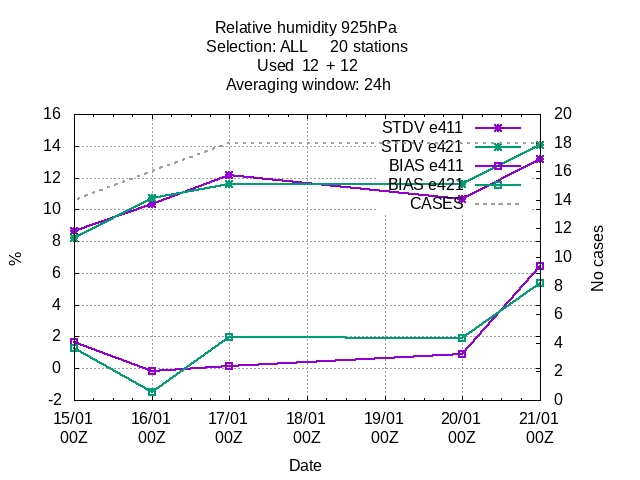 Relative humidity 925hPa
Selection: ALL     20 stations
Used  12  + 12
Averaging window: 24h
16 20
STDV e411
14 18
STDV e421
BIAS e411
12 16
BIAS e421
10 14
CASES
8 12
6 10
4 8
2 6
0 4
-2 2
0
%
No cases
15/01 16/01 17/01 18/01 19/01 20/01 21/01
00Z 00Z 00Z 00Z 00Z 00Z 00Z
Date